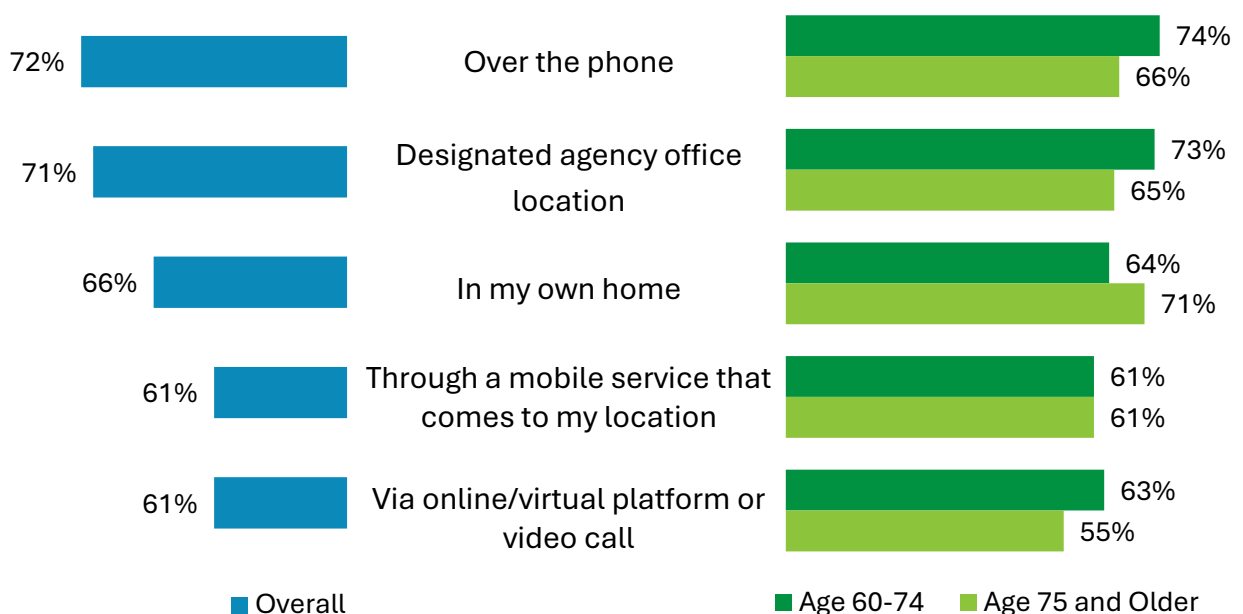 72%
Over the phone
74%
66%
71%
Designated agency office
location
73%
65%
66%
In my own home
64%
71%
61%
Through a mobile service that
comes to my location
61%
61%
61%
Via online/virtual platform or
video call
63%
55%
Overall
Age 60-74
Age 75 and Older